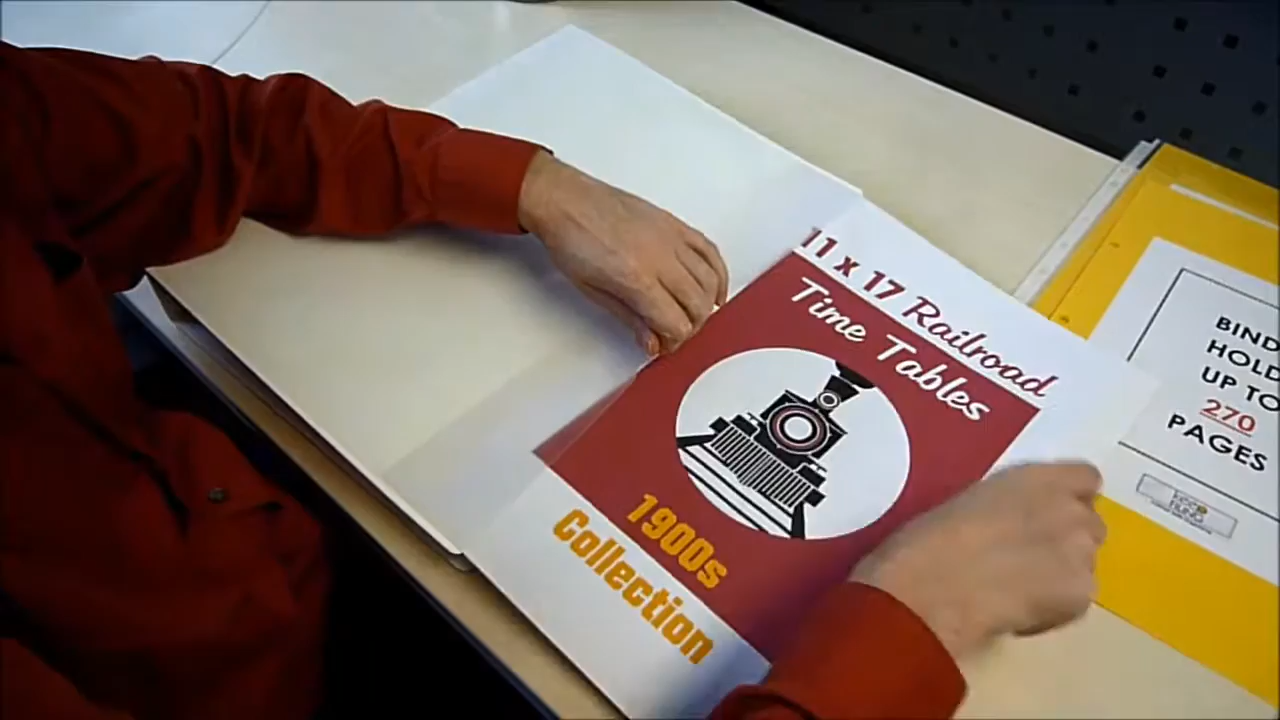 11 x 17 Railroad
Time Tables
1900s
Collection
BIND
HOLD
UP TO
270
PAGES